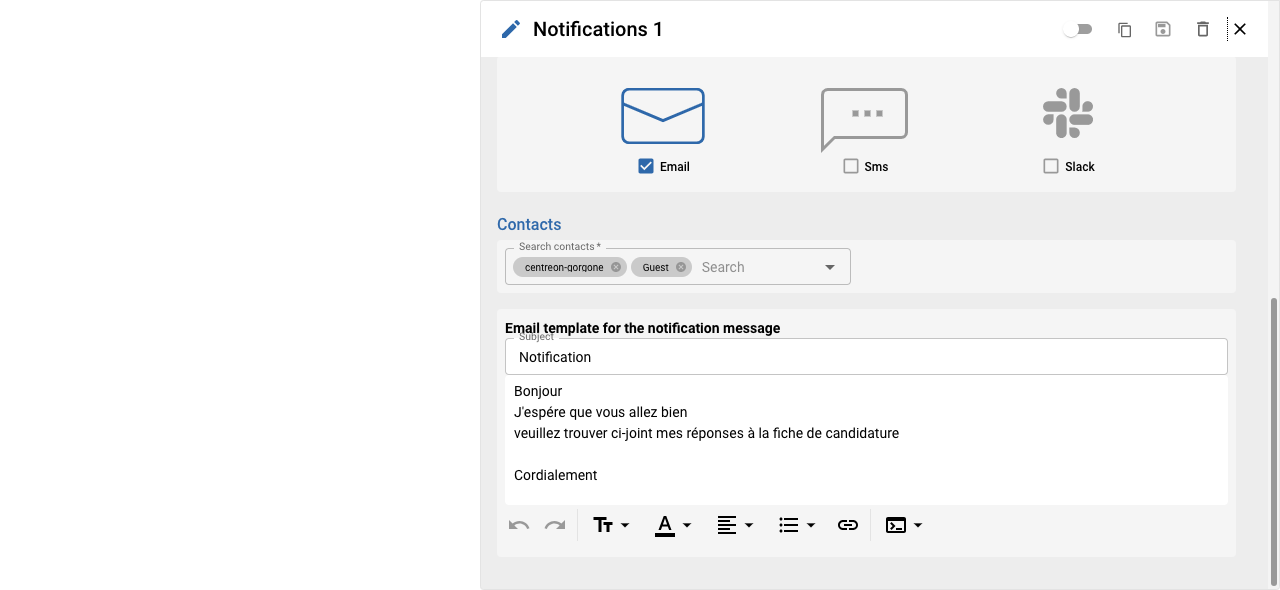 Notifications 1
Email
Sms
Slack
Contacts
Search contacts *
centreon-gorgone
Guest
Search
Email template for the notification message
Subject
Notification
Bonjour
J'espére que vous allez bien
veuillez trouver ci-joint mes réponses à la fiche de candidature
Cordialement